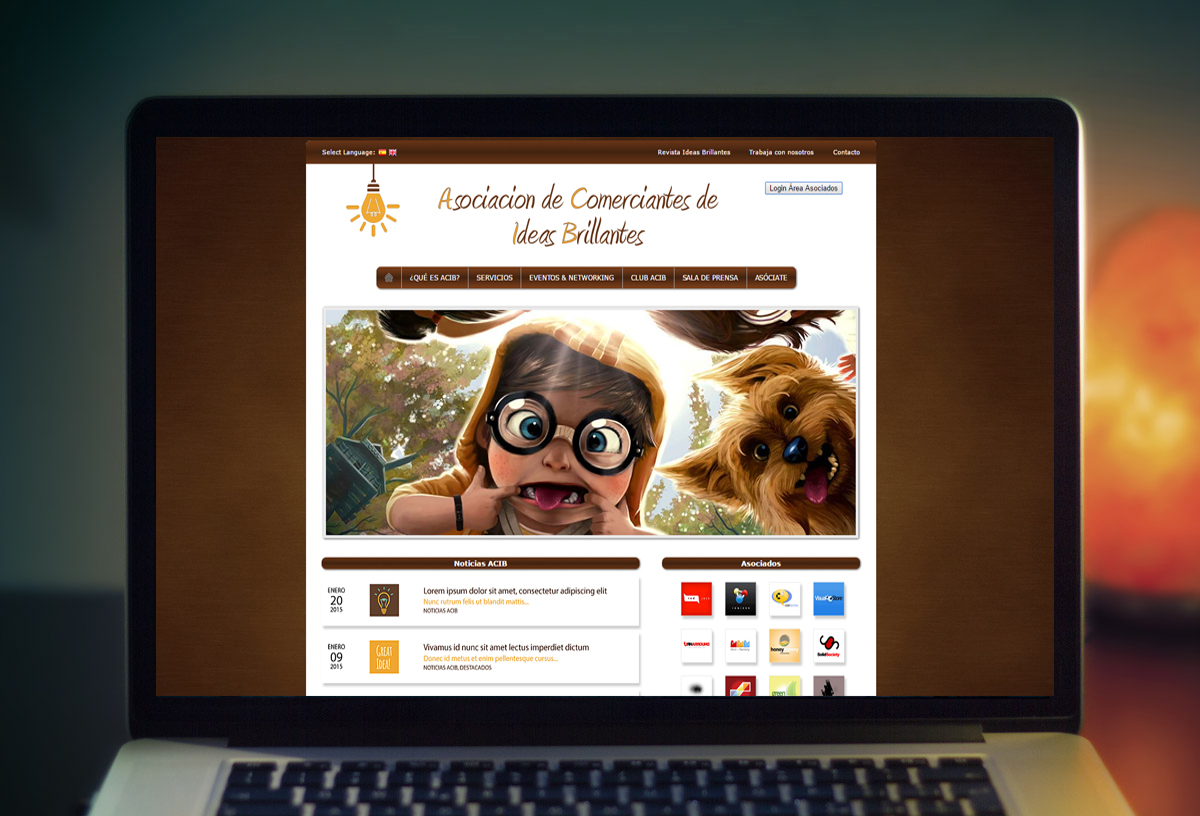 Select Language:
Revista Ideas Brillantes
Trabaja con nosotros
Contacto
Asociacion de Comerciantes de
Ideas Brillantes
Login Área Asociados
¿QUÉ ES ACIB?
SERVICIOS
EVENTOS & NETWORKING
CLUB ACIB
SALA DE PRENSA
ASÓCIATE
Noticias ACIB
ENERO
20
2015
Lorem ipsum dolor sit amet, consectetur adipiscing elit
Nunc rutrum felis ut blandit mattis...
NOTICIAS ACIB
ENERO
09
2015
GREAT
IDEA!
Vivamus id nunc sit amet lectus imperdiet dictum
Donec id metus et enim pellentesque cursus...
NOTICIAS ACIB, DESTACADOS
Asociados
honey
SolidSociety
green